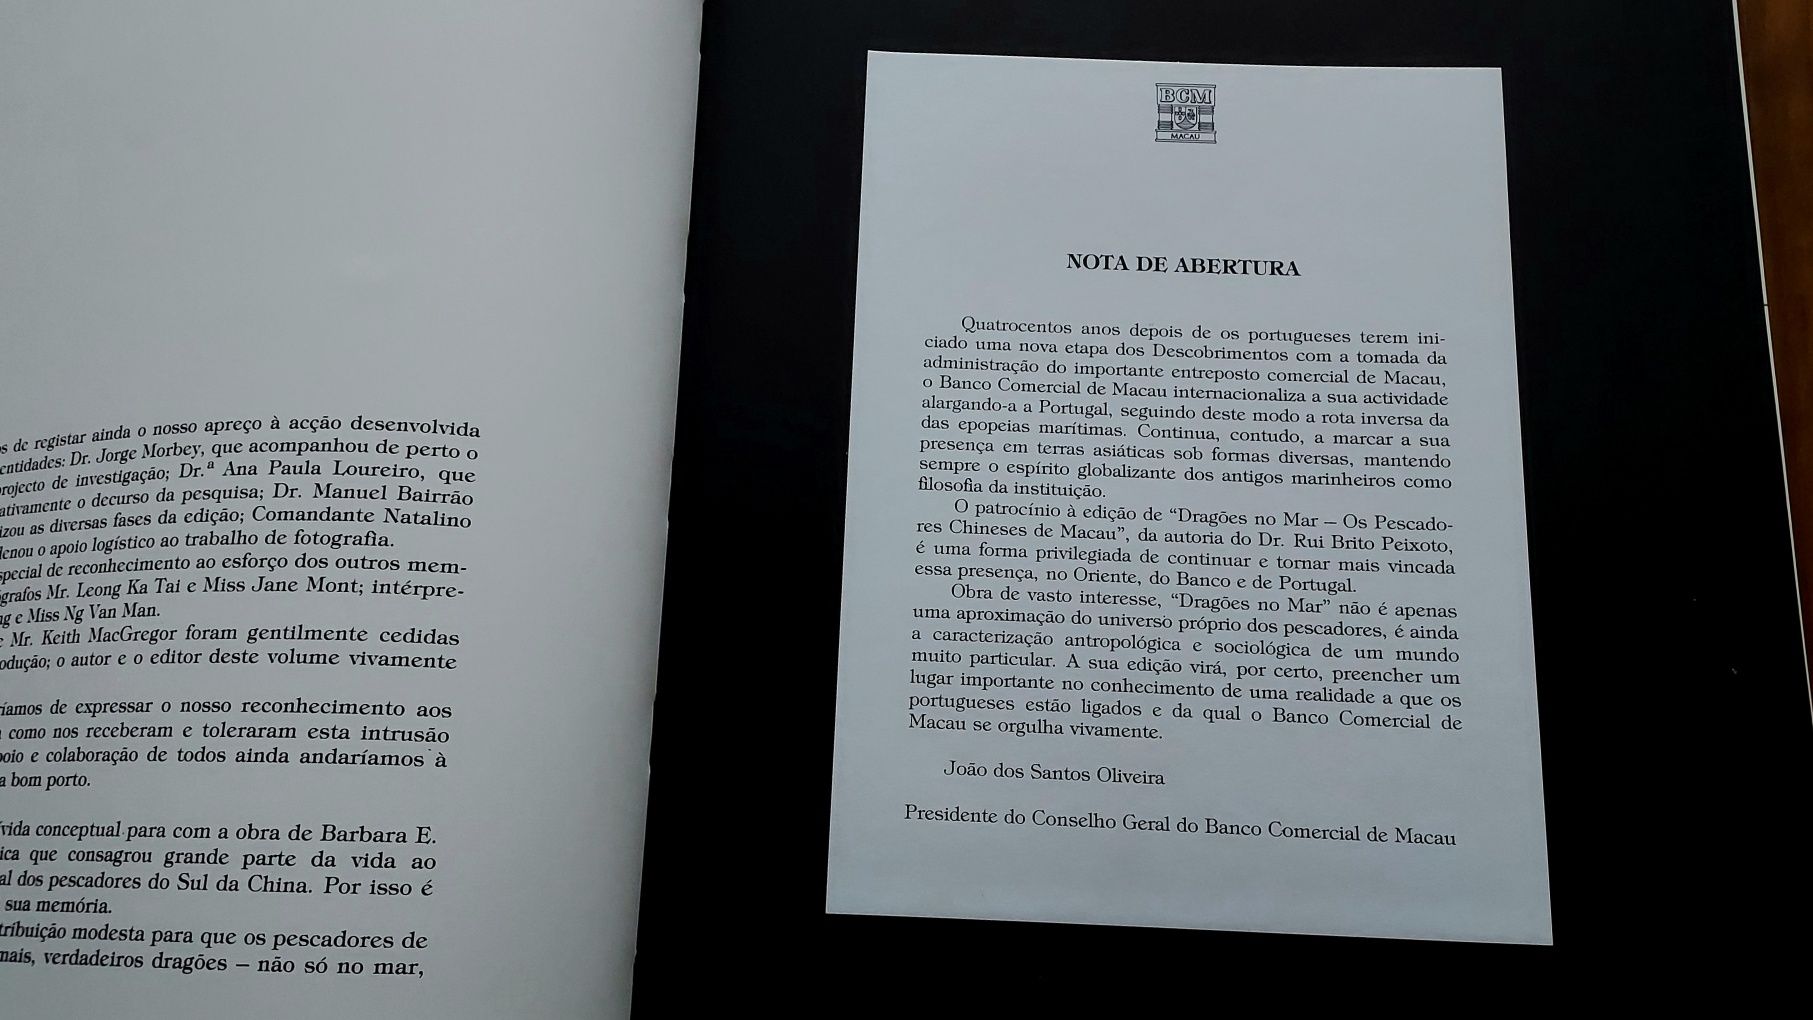 de registar ainda o nosso apreço à acção desenvolvida
entidades: Dr. Jorge Morbey, que acompanhou de perto o
de investigação; Dr.ª Ana Paula Loureiro, que
o decurso da pesquisa; Dr. Manuel Bairrão
as diversas fases da edição; Comandante Natalino
o apoio logístico ao trabalho de fotografia.
de reconhecimento ao esforço dos outros mem-
Mr. Leong Ka Tai e Miss Jane Mont; intérpre-
e Miss Ng Van Man.
Mr. Keith MacGregor foram gentilmente cedidas
o autor e o editor deste volume vivamente
de expressar o nosso reconhecimento aos
como nos receberam e toleraram esta intrusão
e colaboração de todos ainda andaríamos à
a bom porto.
conceptual para com a obra de Barbara E.
que consagrou grande parte da vida ao
dos pescadores do Sul da China. Por isso é
sua memória.
modesta para que os pescadores de
verdadeiros dragões – não só no mar,
BCM
MACAU
NOTA DE ABERTURA
Quatrocentos anos depois de os portugueses terem ini-
ciado uma nova etapa dos Descobrimentos com a tomada da
administração do importante entreposto comercial de Macau,
o Banco Comercial de Macau internacionaliza a sua actividade
alargando-a a Portugal, seguindo deste modo a rota inversa da
das epopeias marítimas. Continua, contudo, a marcar a sua
presença em terras asiáticas sob formas diversas, mantendo
sempre o espírito globalizante dos antigos marinheiros como
filosofia da instituição.
O patrocínio à edição de “Dragões no Mar – Os Pescado-
res Chineses de Macau”, da autoria do Dr. Rui Brito Peixoto,
é uma forma privilegiada de continuar e tornar mais vincada
essa presença, no Oriente, do Banco e de Portugal.
Obra de vasto interesse, “Dragões no Mar” não é apenas
uma aproximação do universo próprio dos pescadores, é ainda
a caracterização antropológica e sociológica de um mundo
muito particular. A sua edição virá, por certo, preencher um
lugar importante no conhecimento de uma realidade a que os
portugueses estão ligados e da qual o Banco Comercial de
Macau se orgulha vivamente.
João dos Santos Oliveira
Presidente do Conselho Geral do Banco Comercial de Macau